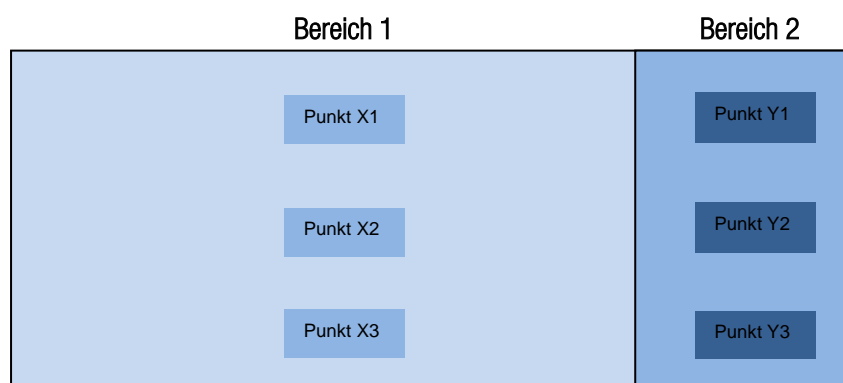 Bereich 1
Bereich 2
Punkt X1
Punkt Y1
Punkt X2
Punkt Y2
Punkt X3
Punkt Y3